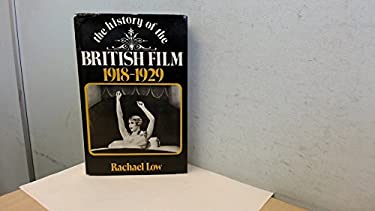 the history of the
BRITISH FILM
1918-1929
Rachael Low